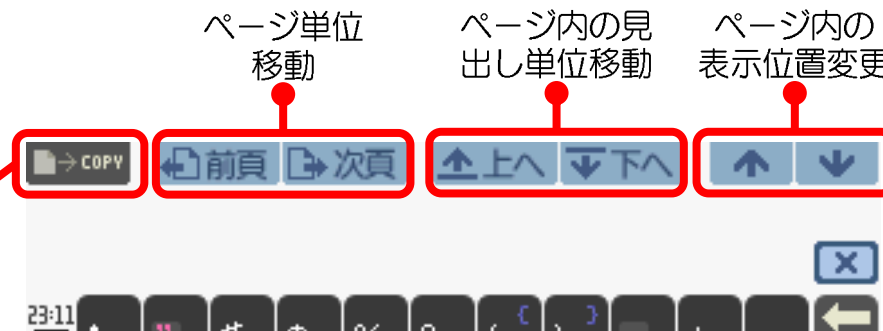 ページ単位
移動
ページ内の見
出し単位移動
ページ内の
表示位置変更
COPY
前頁
次頁
上へ
下へ
23:11
{
}